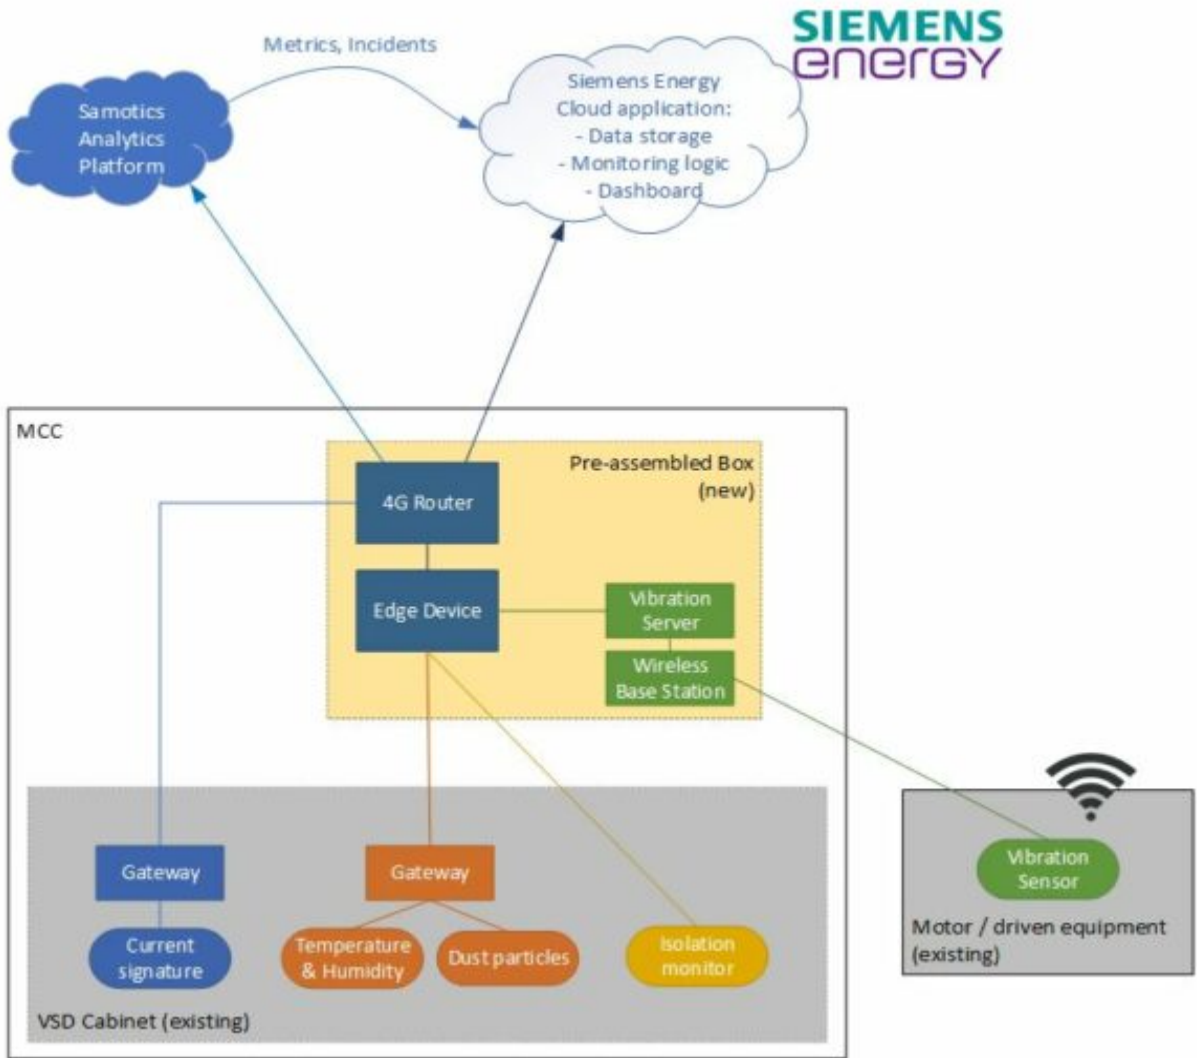 SIEMENS
energy
Metrics, Incidents
Samotics
Analytics
Platform
Siemens Energy
Cloud application:
- Data storage
- Monitoring logic
- Dashboard
MCC
Pre-assembled Box
(new)
4G Router
Edge Device
Vibration
Server
Wireless
Base Station
Gateway
Gateway
Current
signature
Temperature
& Humidity
Dust particles
Isolation
monitor
VSD Cabinet (existing)
Vibration
Sensor
Motor / driven equipment
(existing)